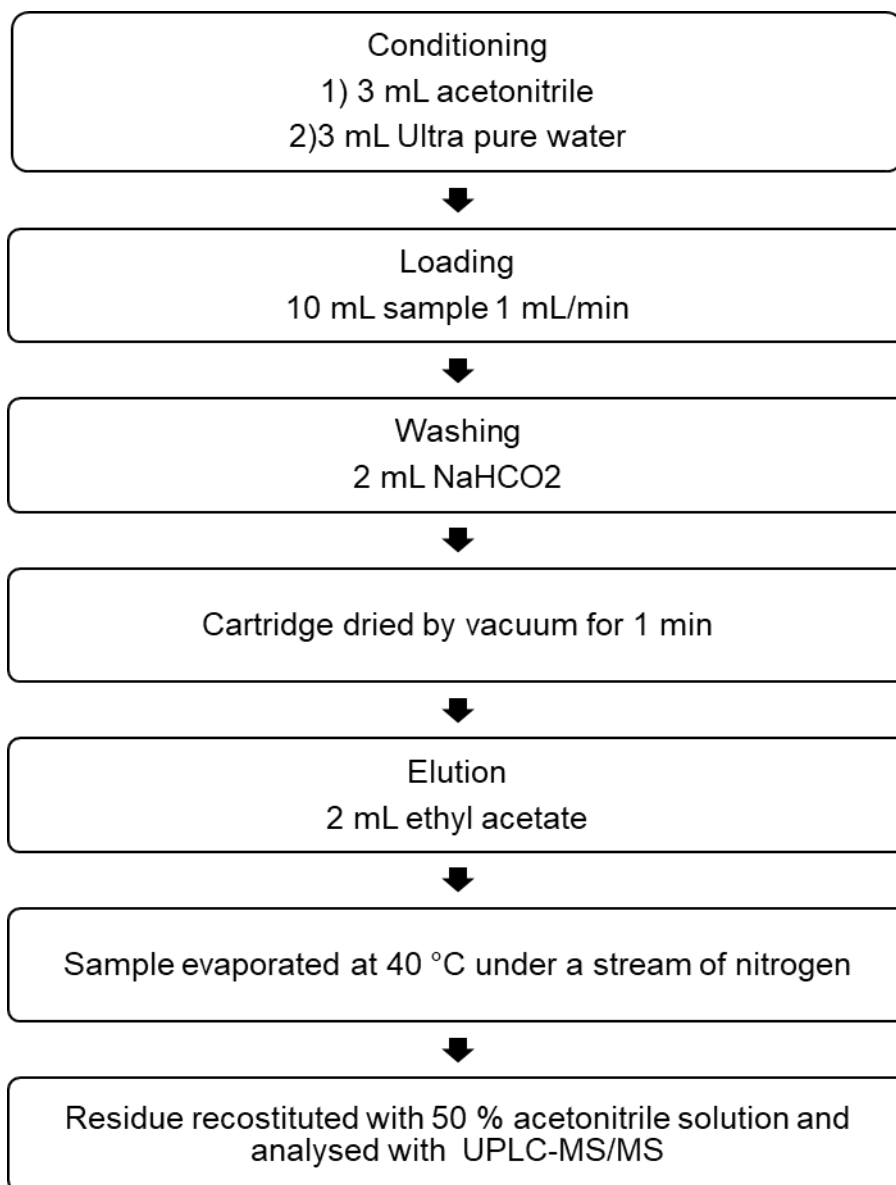 Conditioning
1) 3 mL acetonitrile
2)3 mL Ultra pure water
Loading
10 mL sample 1 mL/min
Washing
2 mL NaHCO2
Cartridge dried by vacuum for 1 min
Elution
2 mL ethyl acetate
Sample evaporated at 40 °C under a stream of nitrogen
Residue recostituted with 50 % acetonitrile solution and
analysed with UPLC-MS/MS